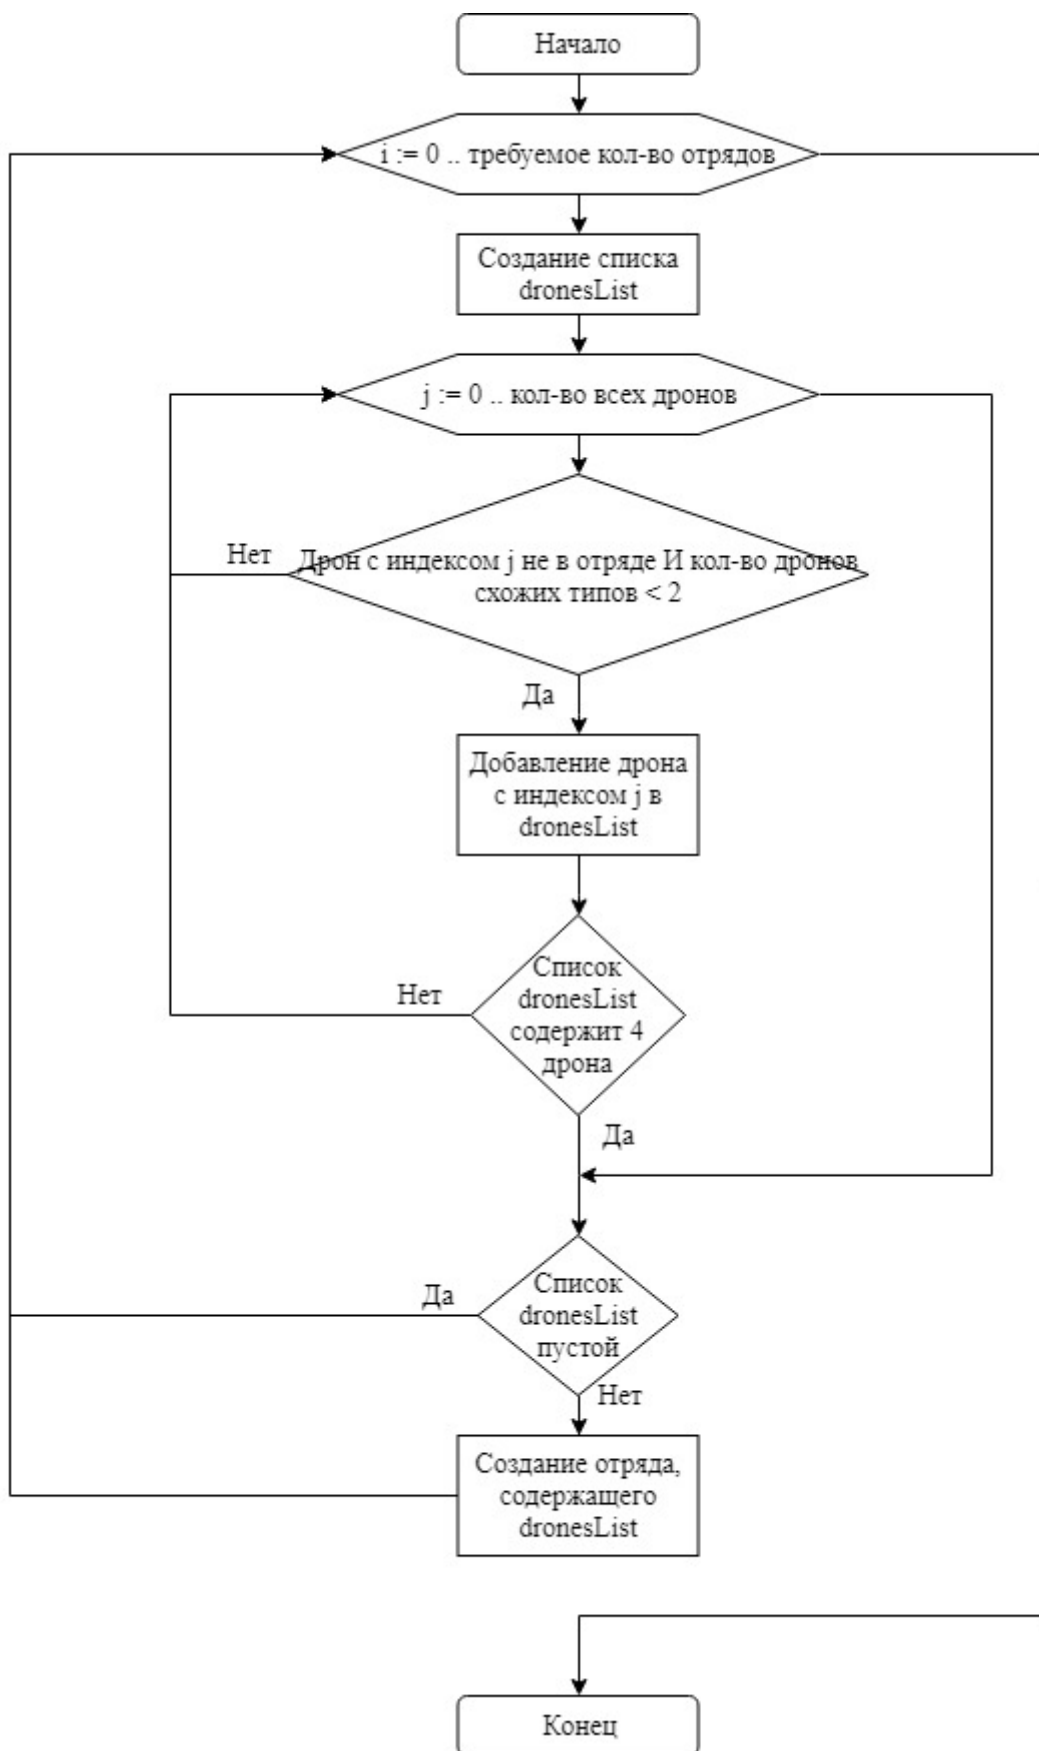 Начало
i := 0 .. требуемое кол-во отрядов
Создание списка
dronesList
j := 0 .. кол-во всех дронов
Нет
Дрон с индексом j не в отряде И кол-во дронов
схожих типов < 2
Да
Добавление дрона
с индексом j в
dronesList
Нет
Список
dronesList
содержит 4
дрона
Да
Да
Список
dronesList
пустой
Нет
Создание отряда,
содержащего
dronesList
Конец